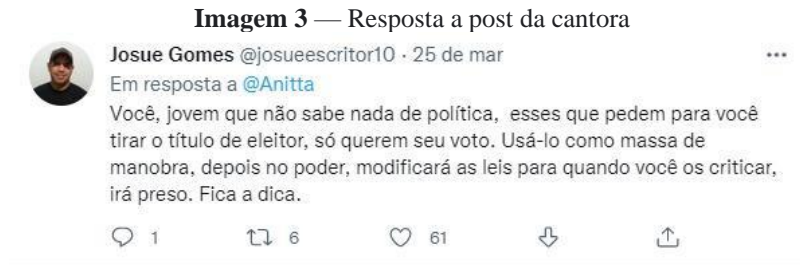 Imagem 3 — Resposta a post da cantora
Josue Gomes @josueescritor10 · 25 de mar
Em resposta a @Anitta
Você, jovem que não sabe nada de política, esses que pedem para você
tirar o título de eleitor, só querem seu voto. Usá-lo como massa de
manobra, depois no poder, modificará as leis para quando você os criticar,
irá preso. Fica a dica.
1 6 61